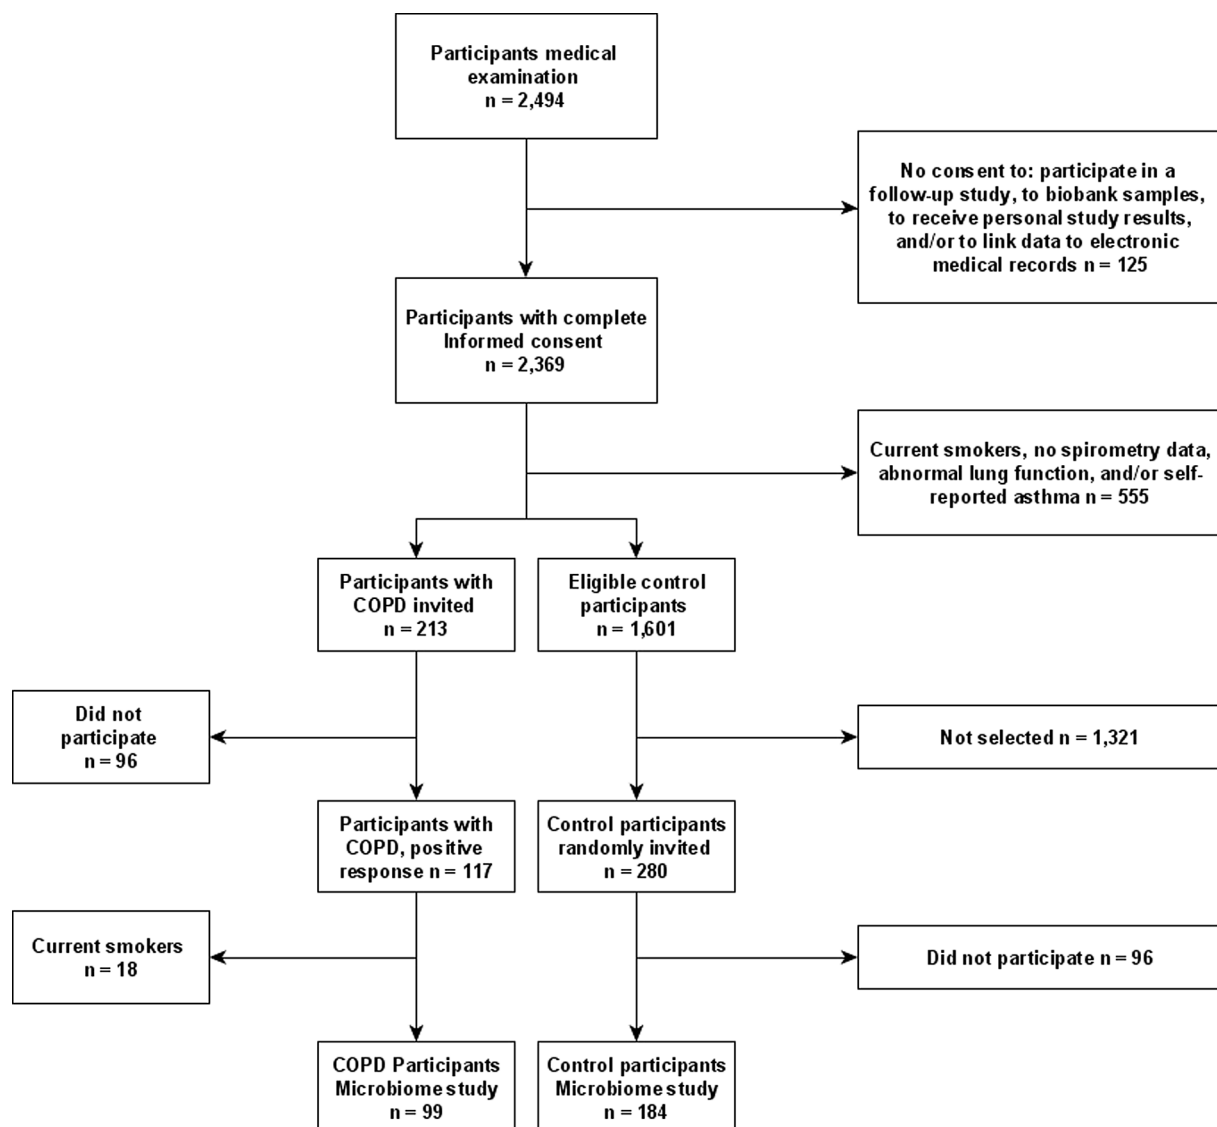 Participants medical
examination
n = 2,494
No consent to: participate in a
follow-up study, to biobank samples,
to receive personal study results,
and/or to link data to electronic
medical records n = 125
Participants with complete
Informed consent
n = 2,369
Current smokers, no spirometry data,
abnormal lung function, and/or self-
reported asthma n = 555
Participants with
COPD invited
n = 213
Eligible control
participants
n = 1,601
Did not
participate
n = 96
Not selected n = 1,321
Participants with
COPD, positive
response n = 117
Control participants
randomly invited
n = 280
Current smokers
n = 18
Did not participate n = 96
COPD Participants
Microbiome study
n = 99
Control participants
Microbiome study
n = 184